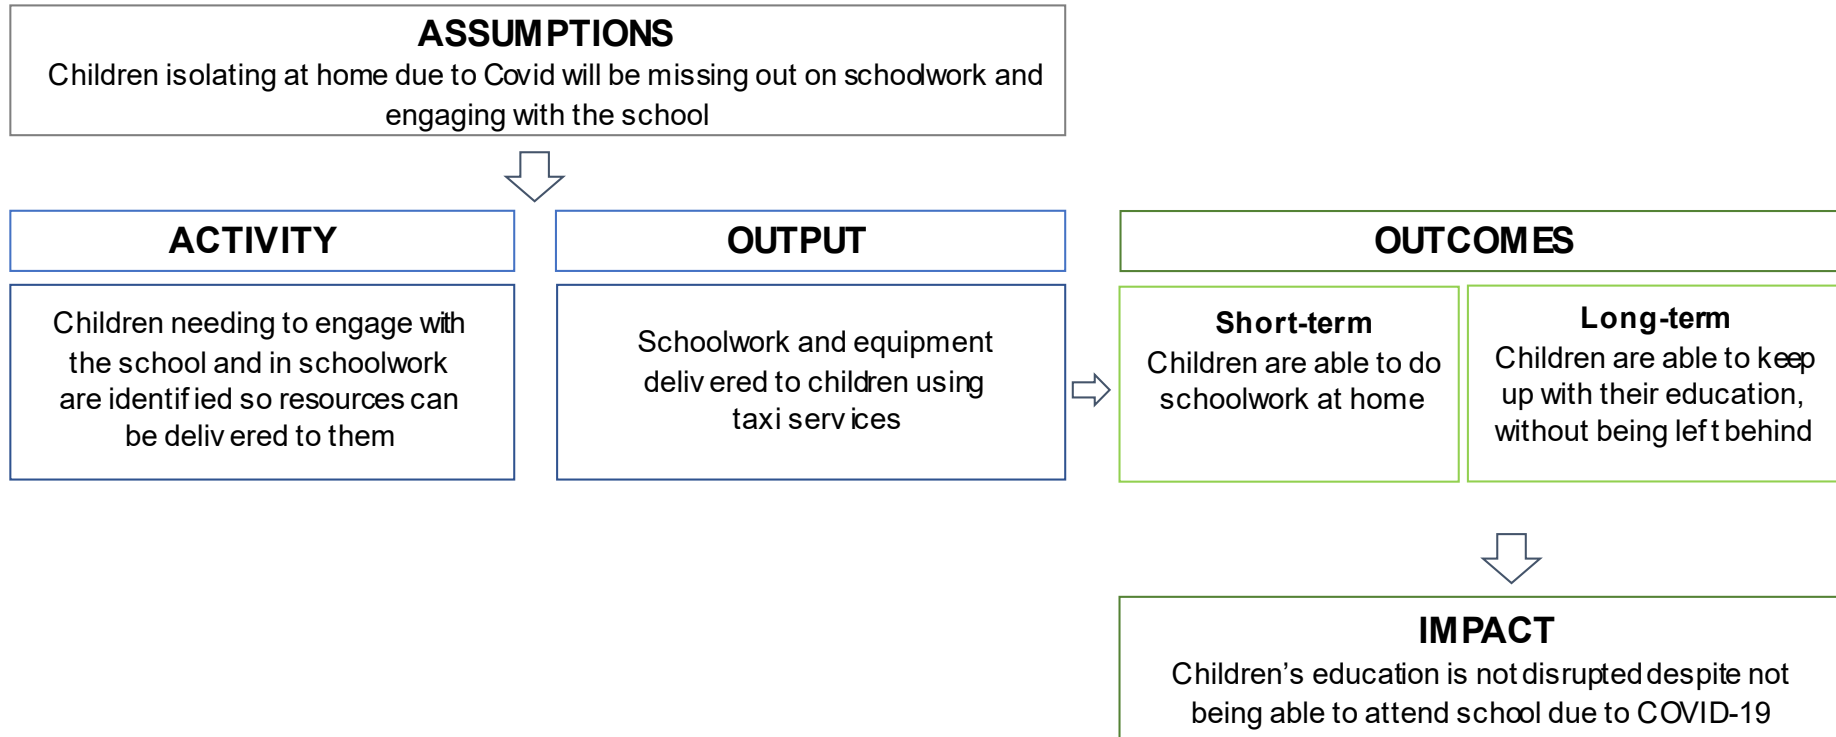 ASSUMPTIONS
Children isolating at home due to Covid will be missing out on schoolwork and
engaging with the school
ACTIVITY
Children needing to engage with
the school and in schoolwork
are identified so resources can
be delivered to them
OUTPUT
Schoolwork and equipment
delivered to children using
taxi services
OUTCOMES
Short-term
Children are able to do
schoolwork at home
Long-term
Children are able to keep
up with their education,
without being left behind
IMPACT
Children’s education is not disrupted despite not
being able to attend school due to COVID-19